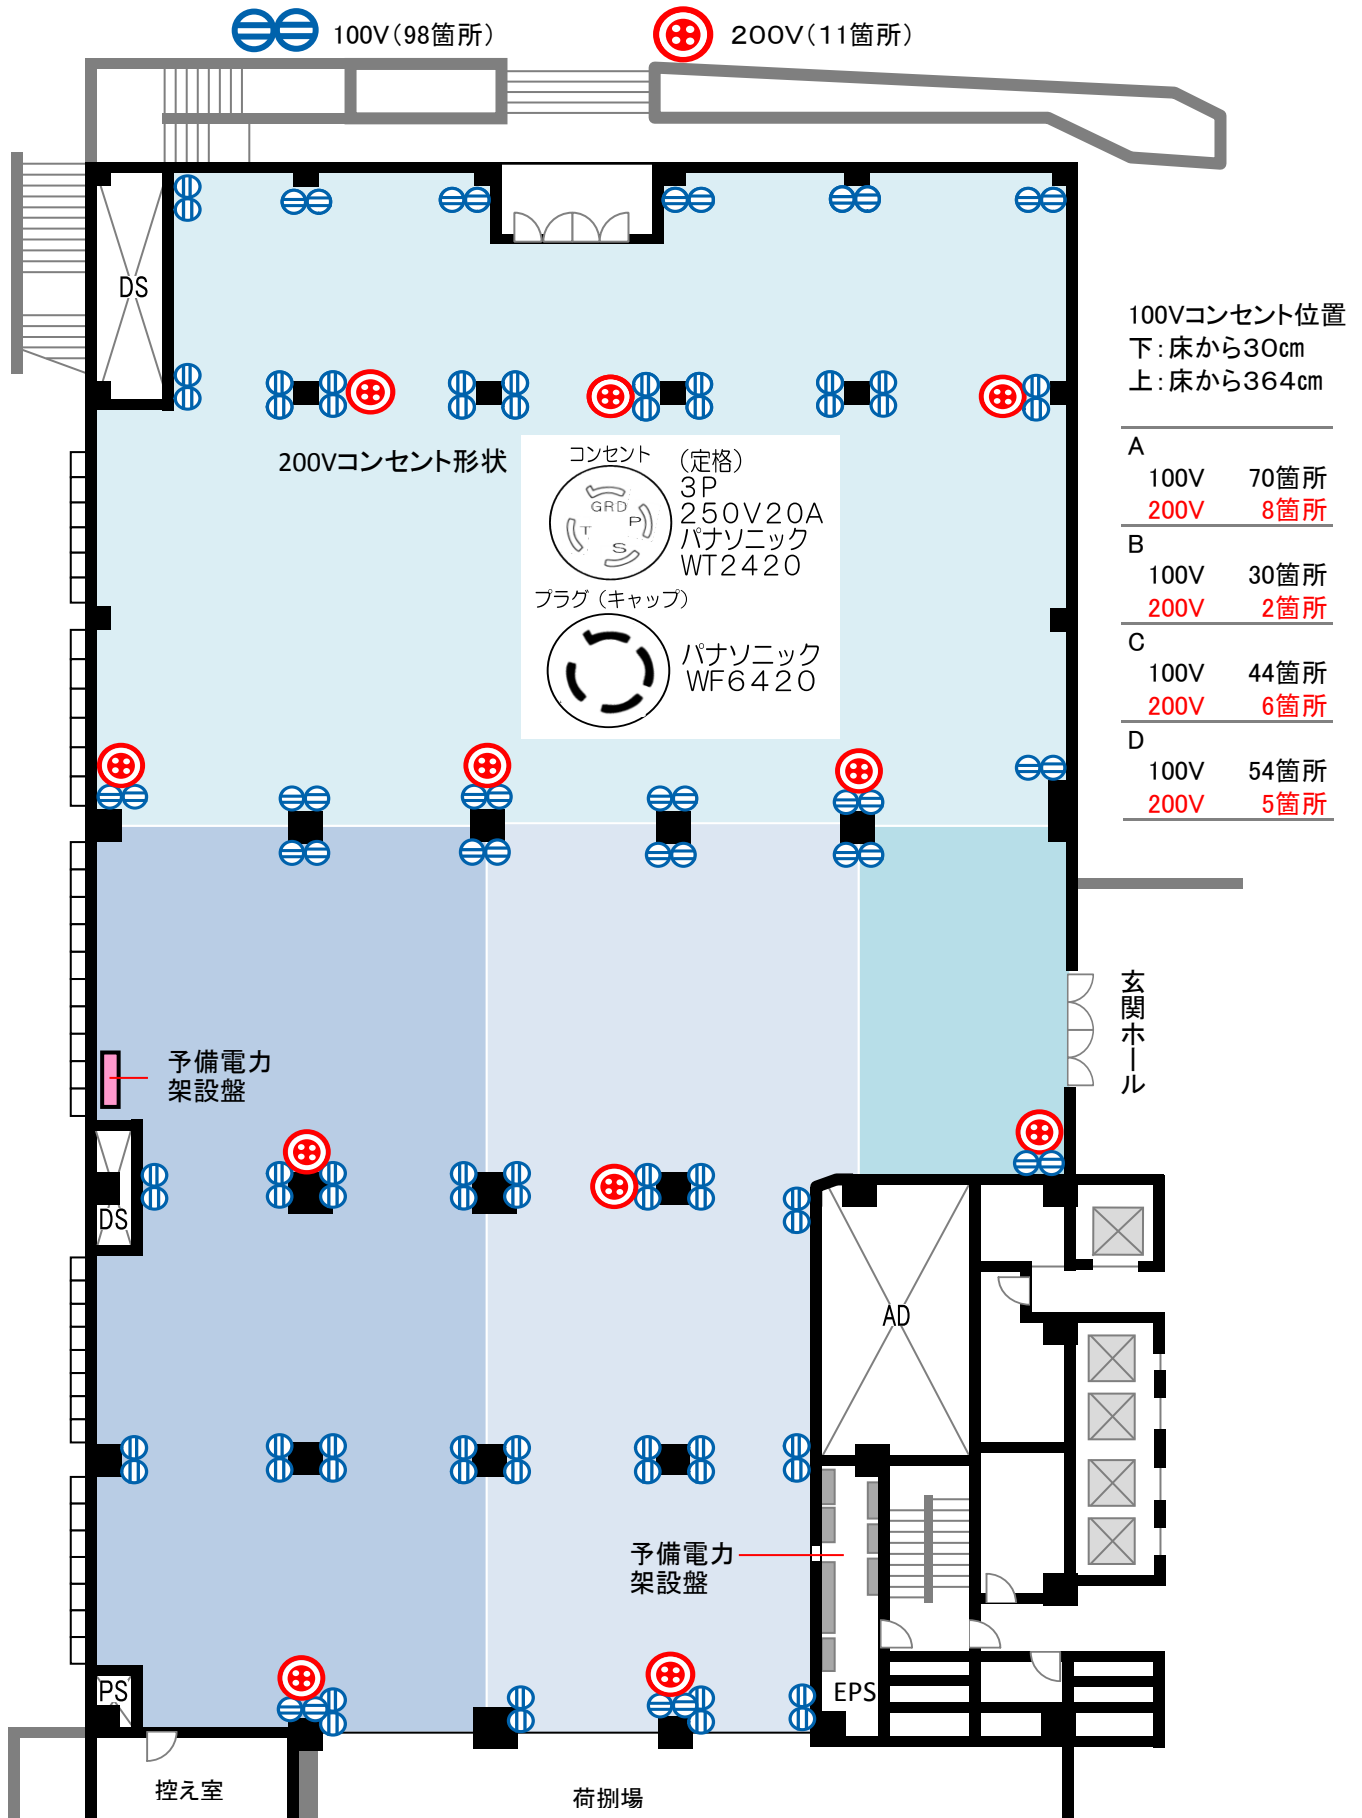 100V（98箇所）
200V（11箇所）
DS
100Vコンセント位置
下：床から30㎝
上：床から364㎝
A
100V 70箇所
200V 8箇所
B
100V 30箇所
200V 2箇所
C
100V 44箇所
200V 6箇所
D
100V 54箇所
200V 5箇所
200Vコンセント形状
コンセント
GRD
T
P
S
（定格）
3P
250V20A
パナソニック
WT2420
プラグ（キャップ）
パナソニック
WF6420
玄関ホール
予備電力
架設盤
DS
AD
予備電力
架設盤
PS
EPS
控え室
荷捌場